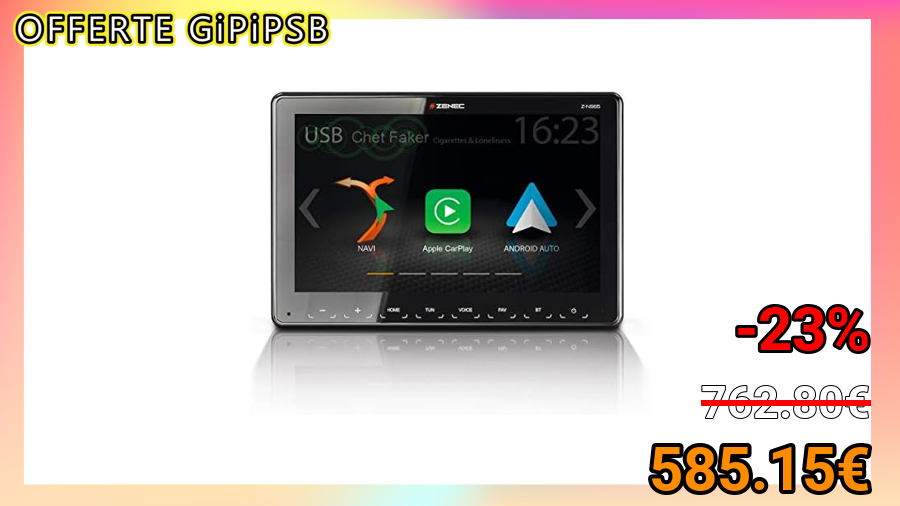 OFFERTE GiPiPSB
ZENEC
Z-N965
USB Chet Faker Cigarettes & Loneliness 16:23
NAVI Apple CarPlay ANDROID AUTO
− + HOME TUN VOICE FAV BT
-23%
762.80€
585.15€